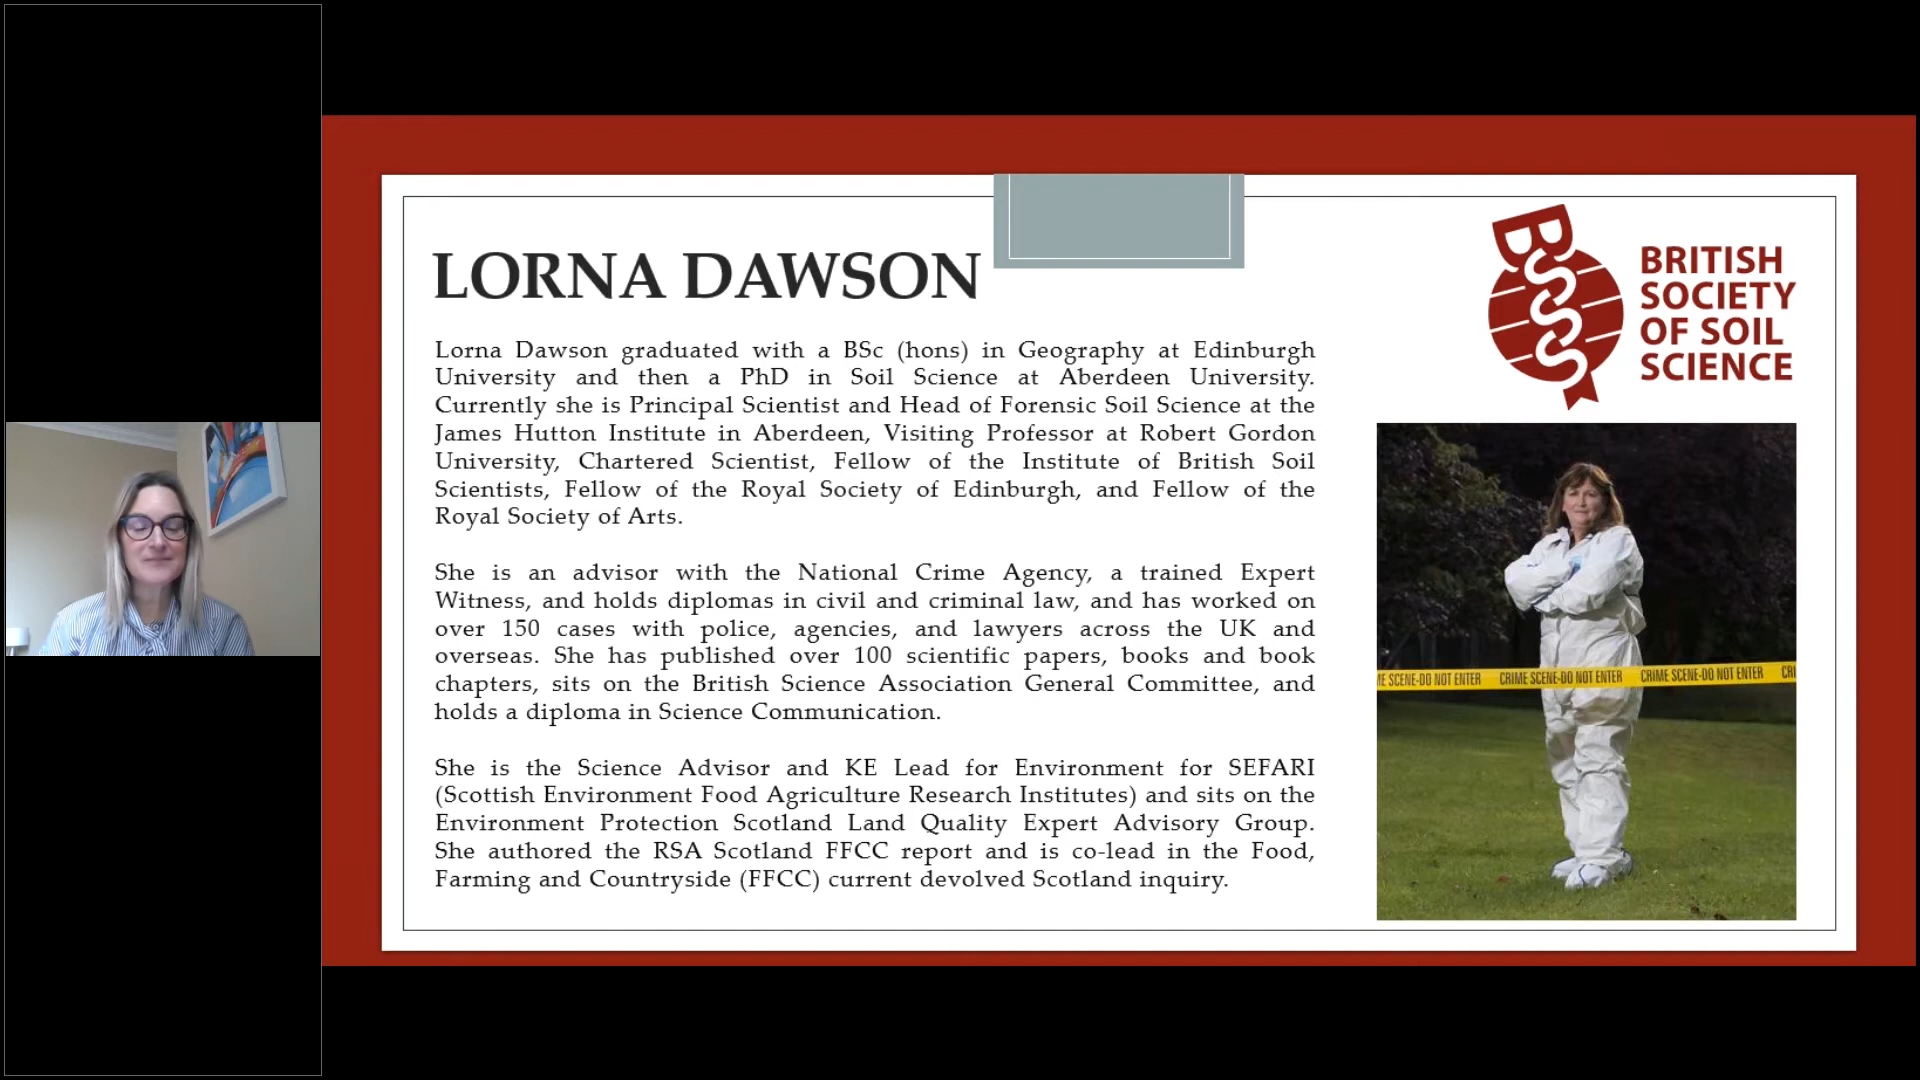 LORNA DAWSON
Lorna Dawson graduated with a BSc (hons) in Geography at Edinburgh
University and then a PhD in Soil Science at Aberdeen University.
Currently she is Principal Scientist and Head of Forensic Soil Science at the
James Hutton Institute in Aberdeen, Visiting Professor at Robert Gordon
University, Chartered Scientist, Fellow of the Institute of British Soil
Scientists, Fellow of the Royal Society of Edinburgh, and Fellow of the
Royal Society of Arts.
She is an advisor with the National Crime Agency, a trained Expert
Witness, and holds diplomas in civil and criminal law, and has worked on
over 150 cases with police, agencies, and lawyers across the UK and
overseas. She has published over 100 scientific papers, books and book
chapters, sits on the British Science Association General Committee, and
holds a diploma in Science Communication.
She is the Science Advisor and KE Lead for Environment for SEFARI
(Scottish Environment Food Agriculture Research Institutes) and sits on the
Environment Protection Scotland Land Quality Expert Advisory Group.
She authored the RSA Scotland FFCC report and is co-lead in the Food,
Farming and Countryside (FFCC) current devolved Scotland inquiry.
BSSS
BRITISH
SOCIETY
OF SOIL
SCIENCE
ME SCENE-DO NOT ENTER CRIME SCENE-DO NOT ENTER CRIME SCENE-DO NOT ENTER CRI